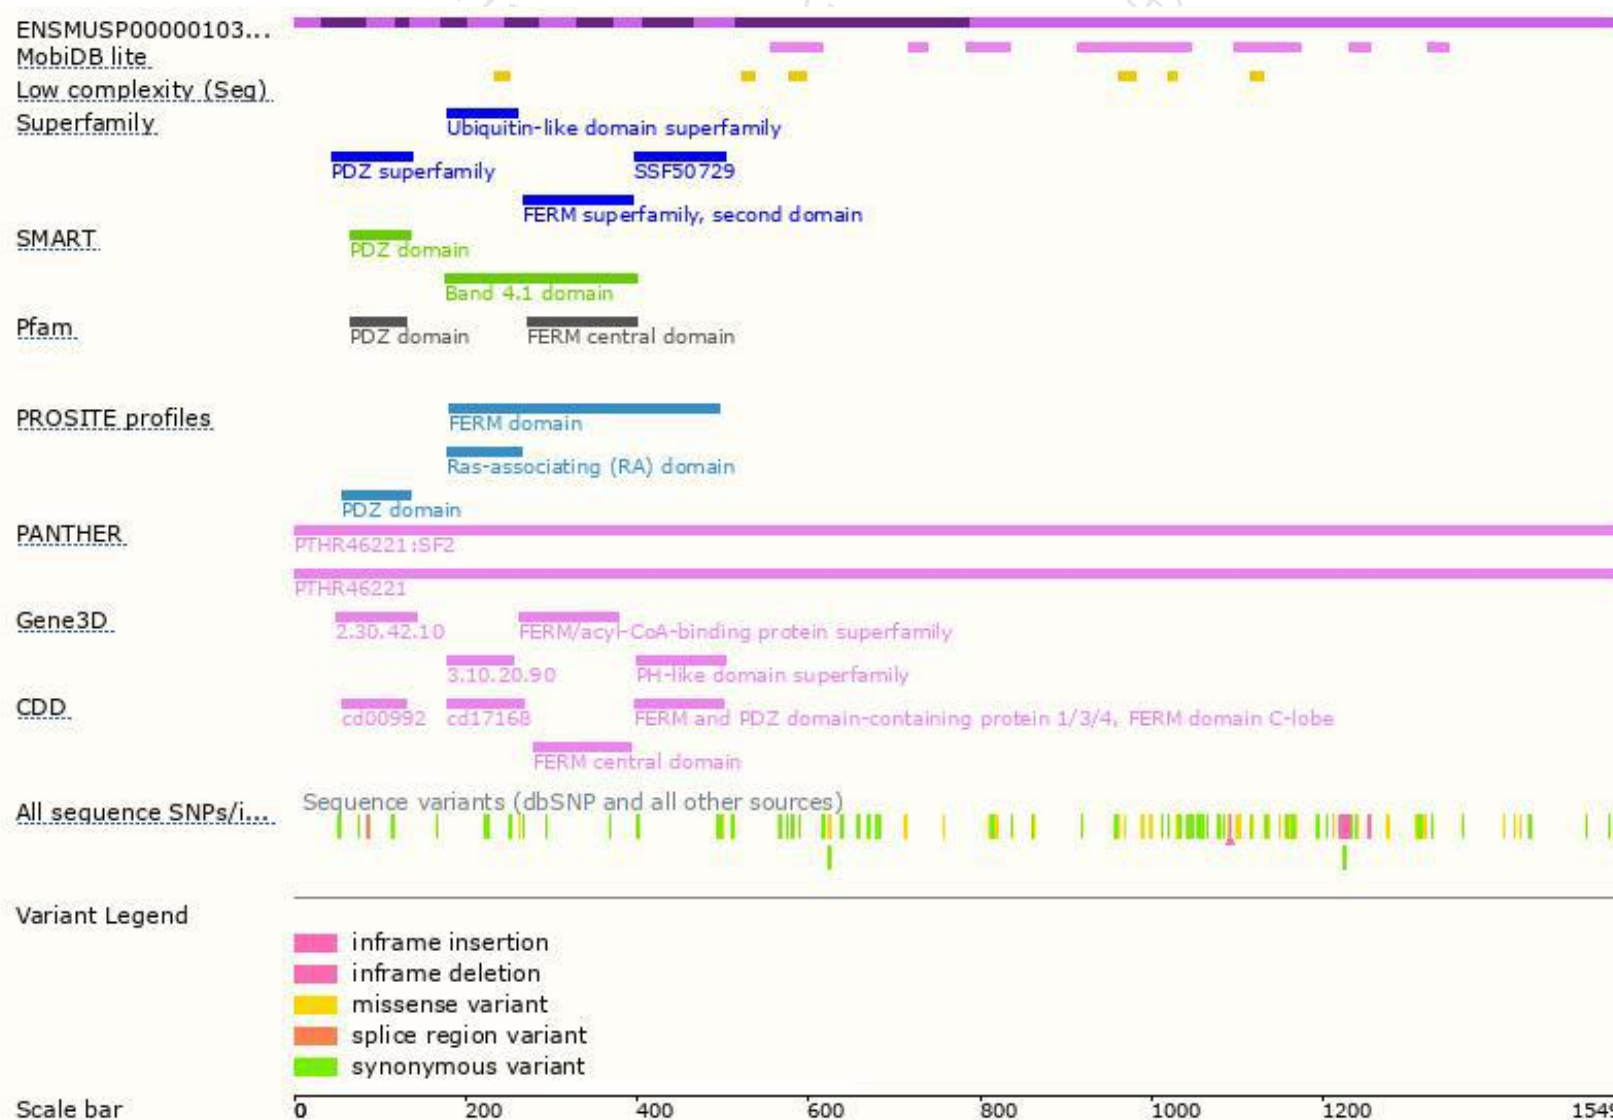 ENSMUSP00000103...
MobiDB lite
Low complexity (Seg)
Superfamily
Ubiquitin-like domain superfamily
PDZ superfamily SSF50729
FERM superfamily, second domain
SMART
PDZ domain
Band 4.1 domain
Pfam
PDZ domain FERM central domain
PROSITE profiles
FERM domain
Ras-associating (RA) domain
PDZ domain
PANTHER
PTHR46221:SF2
PTHR46221
Gene3D
2.30.42.10 FERM/acyl-CoA-binding protein superfamily
3.10.20.90 PH-like domain superfamily
CDD
cd00992 cd17168 FERM and PDZ domain-containing protein 1/3/4, FERM domain C-lobe
FERM central domain
All sequence SNPs/i... Sequence variants (dbSNP and all other sources)
Variant Legend
inframe insertion
inframe deletion
missense variant
splice region variant
synonymous variant
Scale bar 0 200 400 600 800 1000 1200 1549